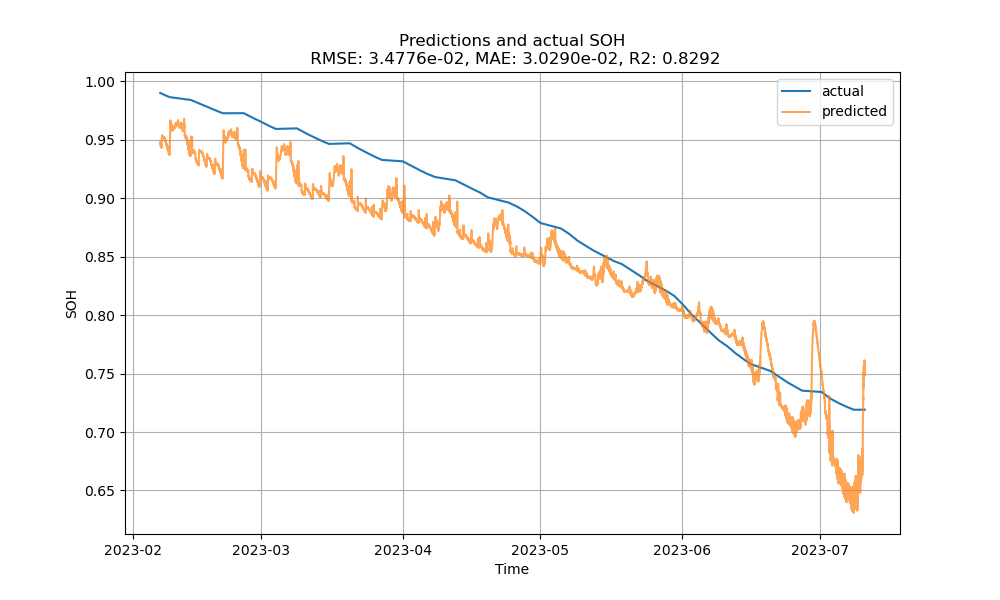 Predictions and actual SOH
RMSE: 3.4776e-02, MAE: 3.0290e-02, R2: 0.8292
actual
predicted
1.00
0.95
0.90
0.85
0.80
0.75
0.70
0.65
SOH
2023-02 2023-03 2023-04 2023-05 2023-06 2023-07
Time